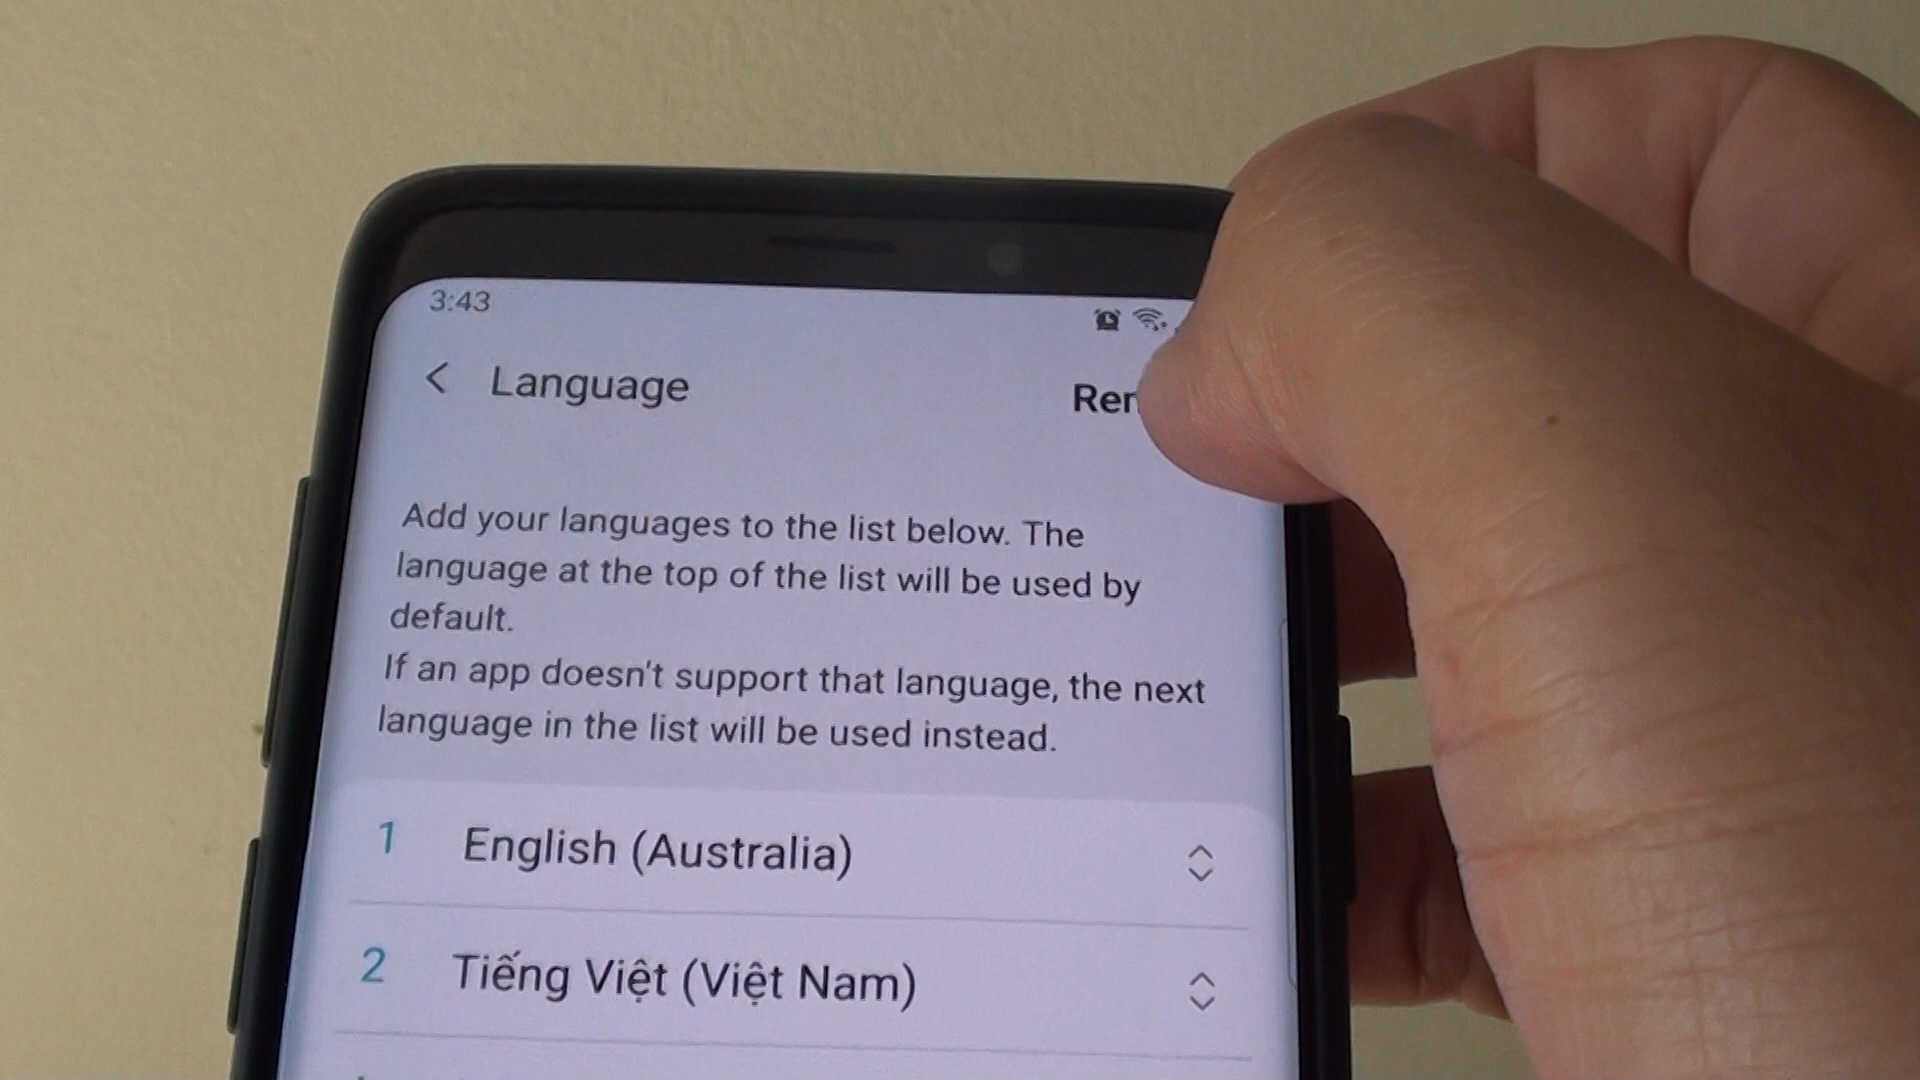 3:43
Language
Add your languages to the list below. The
language at the top of the list will be used by
default.
If an app doesn't support that language, the next
language in the list will be used instead.
1 English (Australia)
2 Tiếng Việt (Việt Nam)